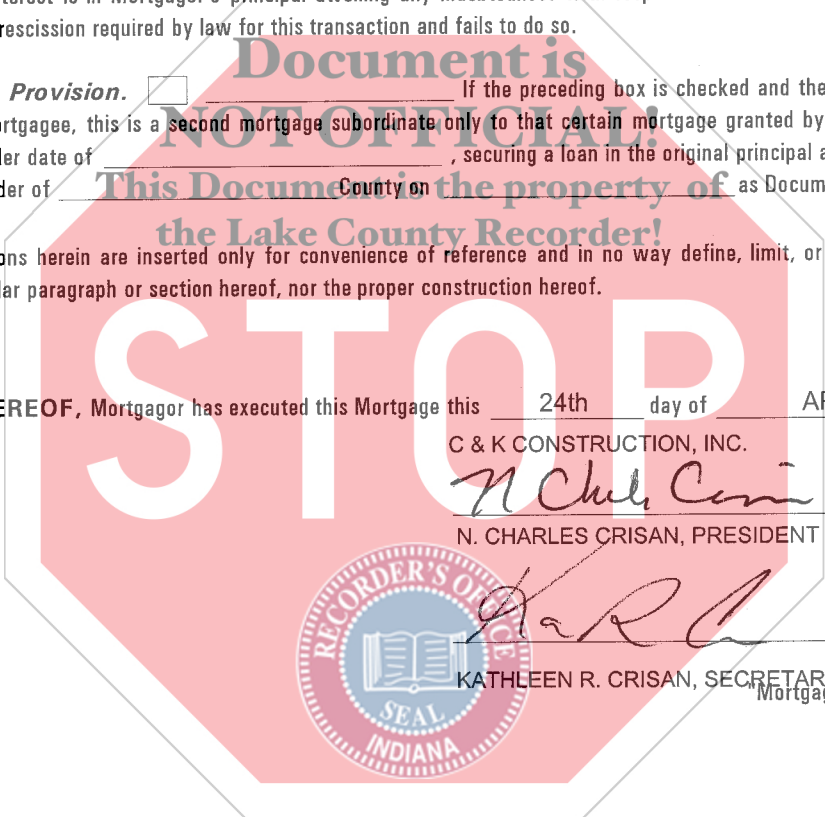 rescission required by law for this transaction and fails to do so.
Document is
Provision. If the preceding box is checked and the
NOT OFFICIAL!
ortgagee, this is a second mortgage subordinate only to that certain mortgage granted by
der date of , securing a loan in the original principal a
This Document is the property of
der of County on as Docum
the Lake County Recorder!
ons herein are inserted only for convenience of reference and in no way define, limit, or
lar paragraph or section hereof, nor the proper construction hereof.
STOP
EREOF, Mortgagor has executed this Mortgage this 24th day of AP
C & K CONSTRUCTION, INC.
N. CHARLES CRISAN, PRESIDENT
RECORDER'S OFFICE
KATHLEEN R. CRISAN, SECRETAR
"Mortgag
SEAL
INDIANA